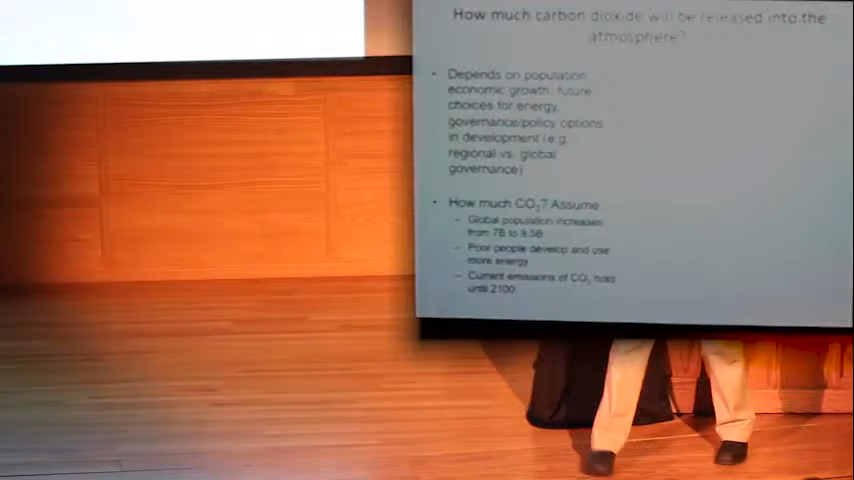 How much carbon dioxide will be released into the
atmosphere?
• Depends on population
economic growth, future
choices for energy,
governance/policy options
in development (e.g.
regional vs. global
governance)
• How much CO₂? Assume
– Global population increases
from 7B to 9.5B
– Poor people develop and use
more energy
– Current emissions of CO₂ hold
until 2100